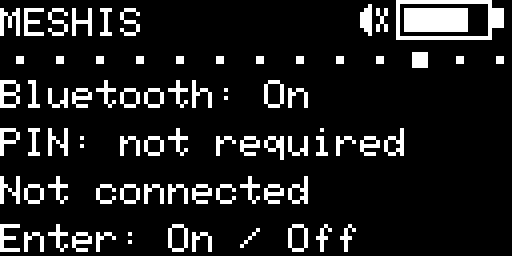 MESHIS
Bluetooth: On
PIN: not required
Not connected
Enter: On / Off